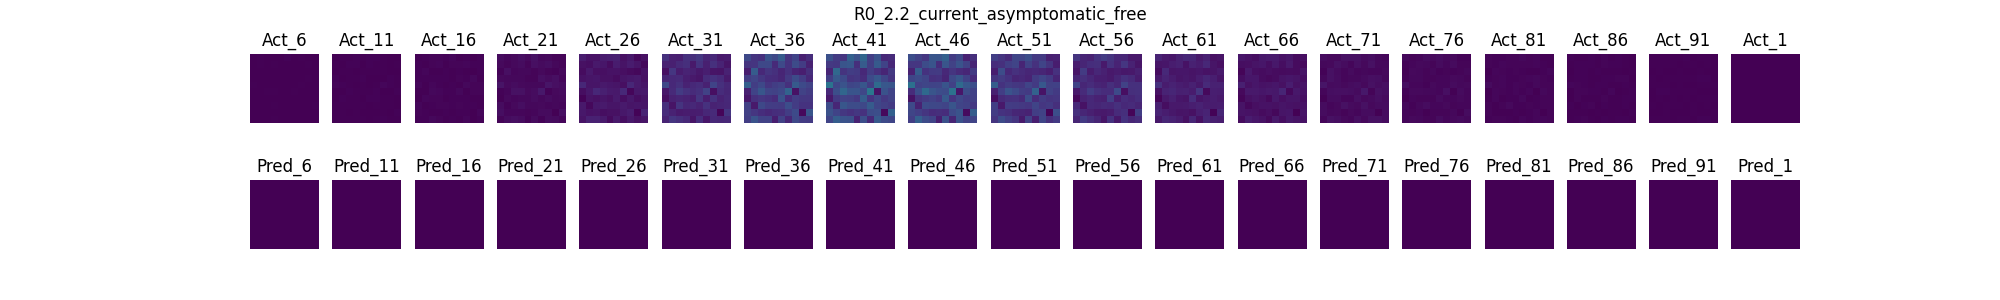 R0_2.2_current_asymptomatic_free
Act_6 Act_11 Act_16 Act_21 Act_26 Act_31 Act_36 Act_41 Act_46 Act_51 Act_56 Act_61 Act_66 Act_71 Act_76 Act_81 Act_86 Act_91 Act_1
Pred_6 Pred_11 Pred_16 Pred_21 Pred_26 Pred_31 Pred_36 Pred_41 Pred_46 Pred_51 Pred_56 Pred_61 Pred_66 Pred_71 Pred_76 Pred_81 Pred_86 Pred_91 Pred_1